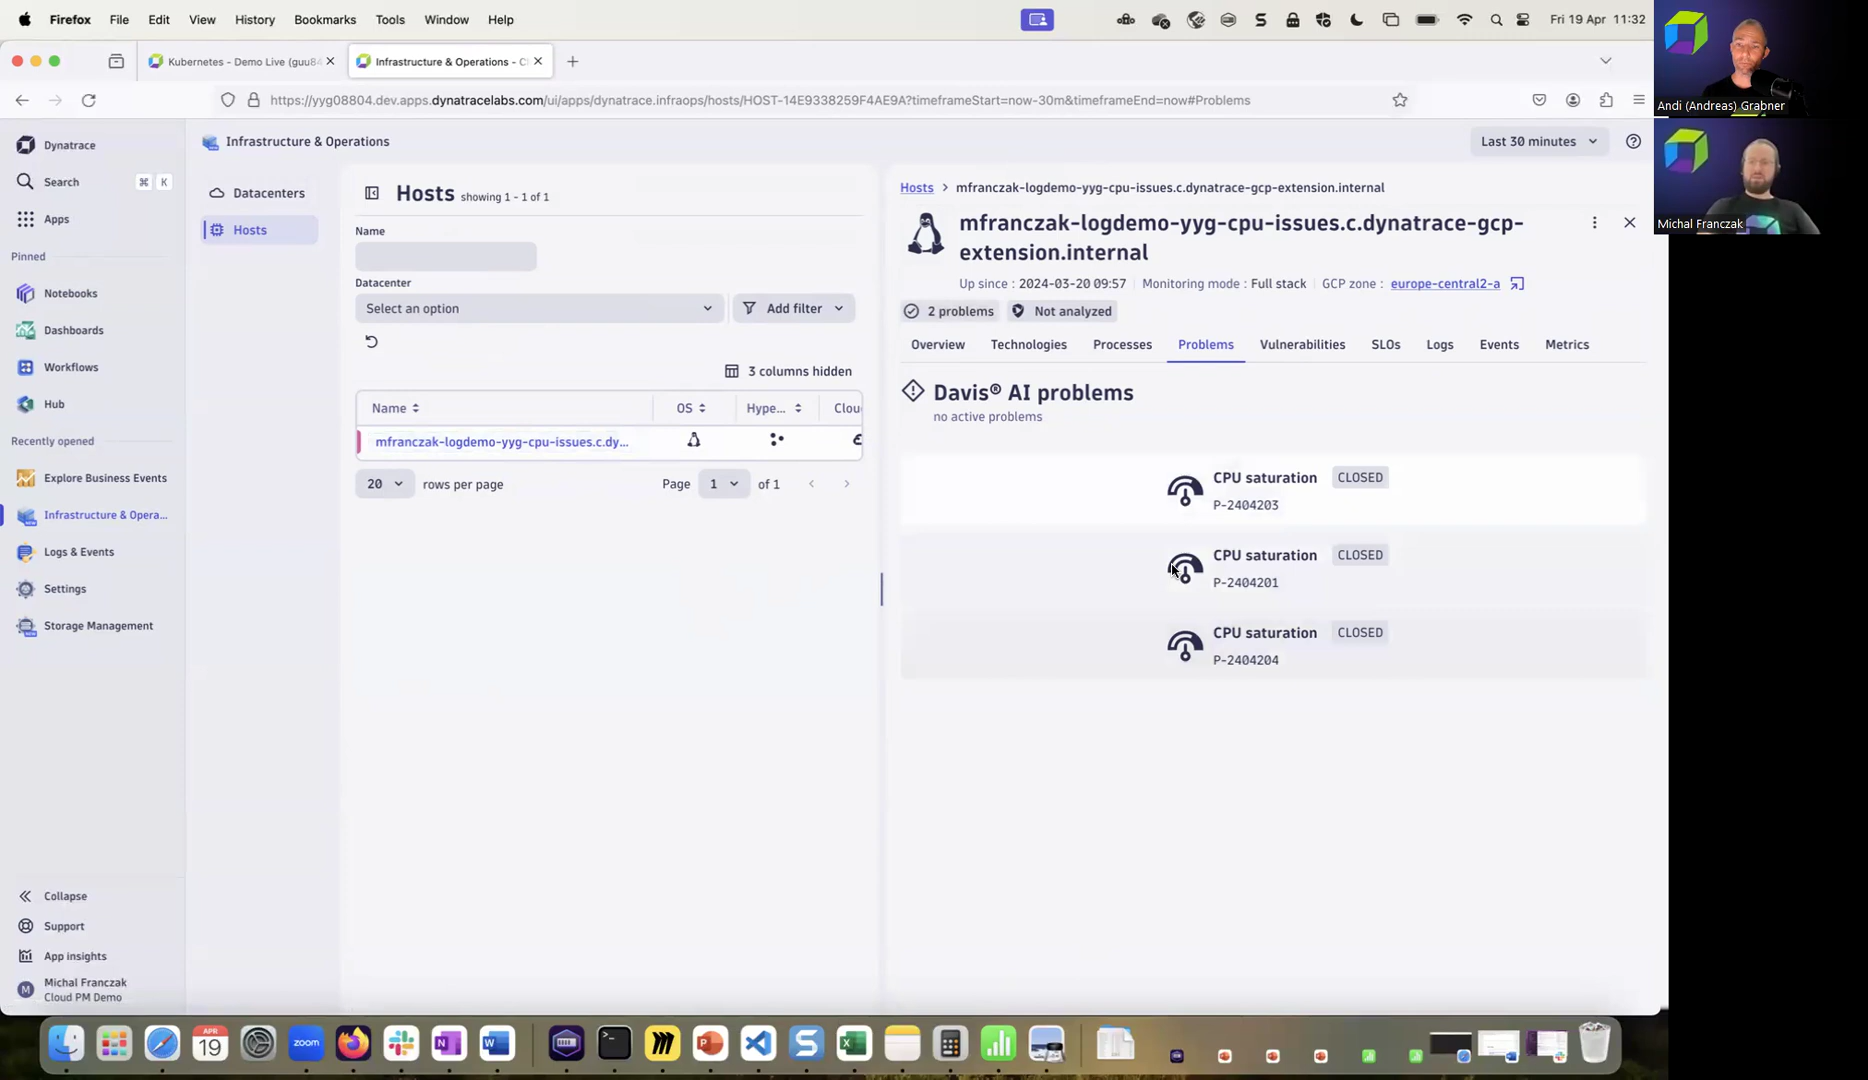 Firefox File Edit View History Bookmarks Tools Window Help
Fri 19 Apr 11:32
Kubernetes - Demo Live (guu84
Infrastructure & Operations - C
https://yyg08804.dev.apps.dynatracelabs.com/ui/apps/dynatrace.infraops/hosts/HOST-14E9338259F4AE9A?timeframeStart=now-30m&timeframeEnd=now#Problems
Andi (Andreas) Grabner
Michal Franczak
Dynatrace
Search ⌘ K
Apps
Pinned
Notebooks
Dashboards
Workflows
Hub
Recently opened
Explore Business Events
Infrastructure & Opera...
Logs & Events
Settings
Storage Management
Collapse
Support
App insights
M Michal Franczak
Cloud PM Demo
Infrastructure & Operations
Last 30 minutes
Datacenters
Hosts
Hosts showing 1 - 1 of 1
Name
Datacenter
Select an option
Add filter
3 columns hidden
Name OS Hype... Clou
mfranczak-logdemo-yyg-cpu-issues.c.dy...
20 rows per page Page 1 of 1
Hosts > mfranczak-logdemo-yyg-cpu-issues.c.dynatrace-gcp-extension.internal
mfranczak-logdemo-yyg-cpu-issues.c.dynatrace-gcp-
extension.internal
Up since : 2024-03-20 09:57 Monitoring mode : Full stack GCP zone : europe-central2-a
2 problems Not analyzed
Overview Technologies Processes Problems Vulnerabilities SLOs Logs Events Metrics
Davis® AI problems
no active problems
CPU saturation CLOSED
P-2404203
CPU saturation CLOSED
P-2404201
CPU saturation CLOSED
P-2404204
APR
19
zoom